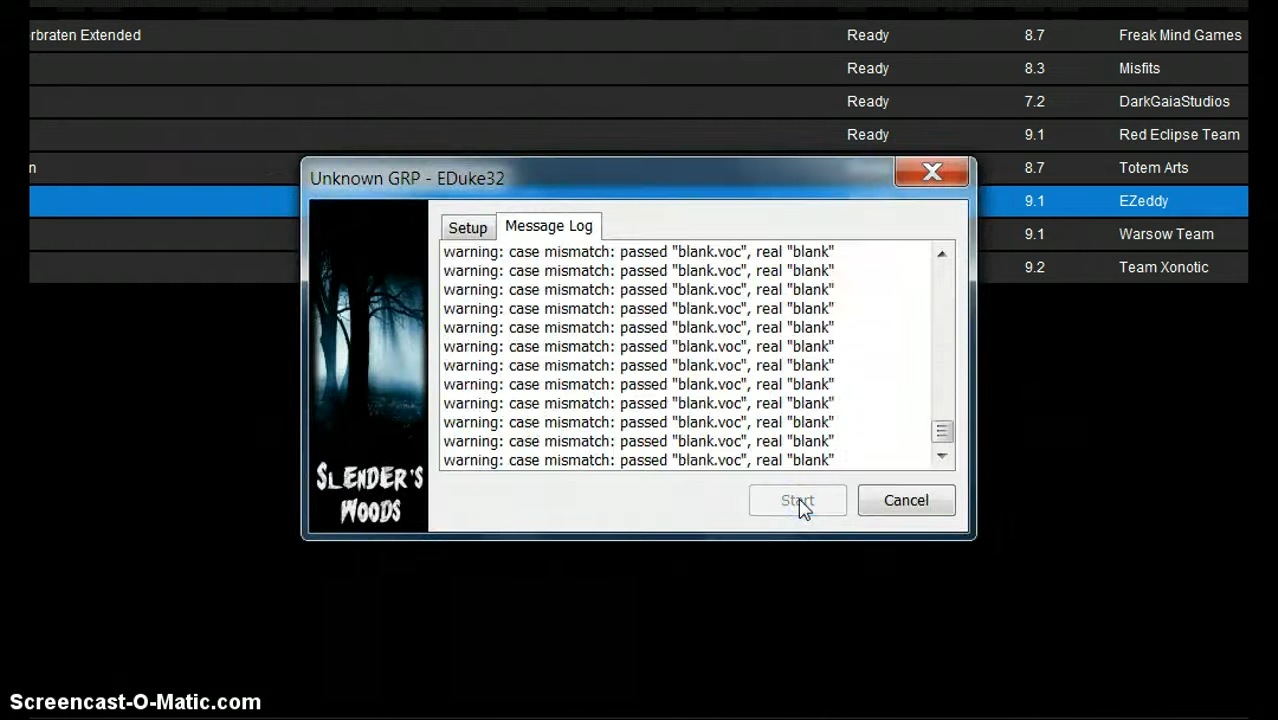 rbraten Extended Ready 8.7 Freak Mind Games
Ready 8.3 Misfits
Ready 7.2 DarkGaiaStudios
Ready 9.1 Red Eclipse Team
n 8.7 Totem Arts
9.1 EZeddy
9.1 Warsow Team
9.2 Team Xonotic
Unknown GRP - EDuke32
Setup Message Log
warning: case mismatch: passed "blank.voc", real "blank"
warning: case mismatch: passed "blank.voc", real "blank"
warning: case mismatch: passed "blank.voc", real "blank"
warning: case mismatch: passed "blank.voc", real "blank"
warning: case mismatch: passed "blank.voc", real "blank"
warning: case mismatch: passed "blank.voc", real "blank"
warning: case mismatch: passed "blank.voc", real "blank"
warning: case mismatch: passed "blank.voc", real "blank"
warning: case mismatch: passed "blank.voc", real "blank"
warning: case mismatch: passed "blank.voc", real "blank"
warning: case mismatch: passed "blank.voc", real "blank"
warning: case mismatch: passed "blank.voc", real "blank"
SLENDER'S
WOODS
Start Cancel
Screencast-O-Matic.com